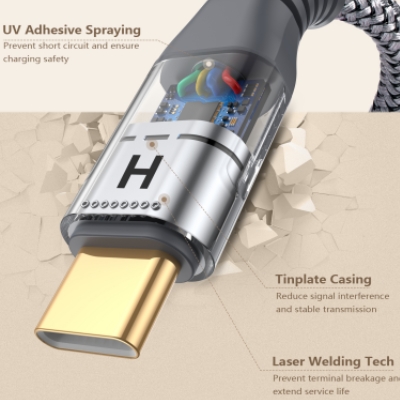 UV Adhesive Spraying
Prevent short circuit and ensure
charging safety
H
Tinplate Casing
Reduce signal interference
and stable transmission
Laser Welding Tech
Prevent terminal breakage and
extend service life